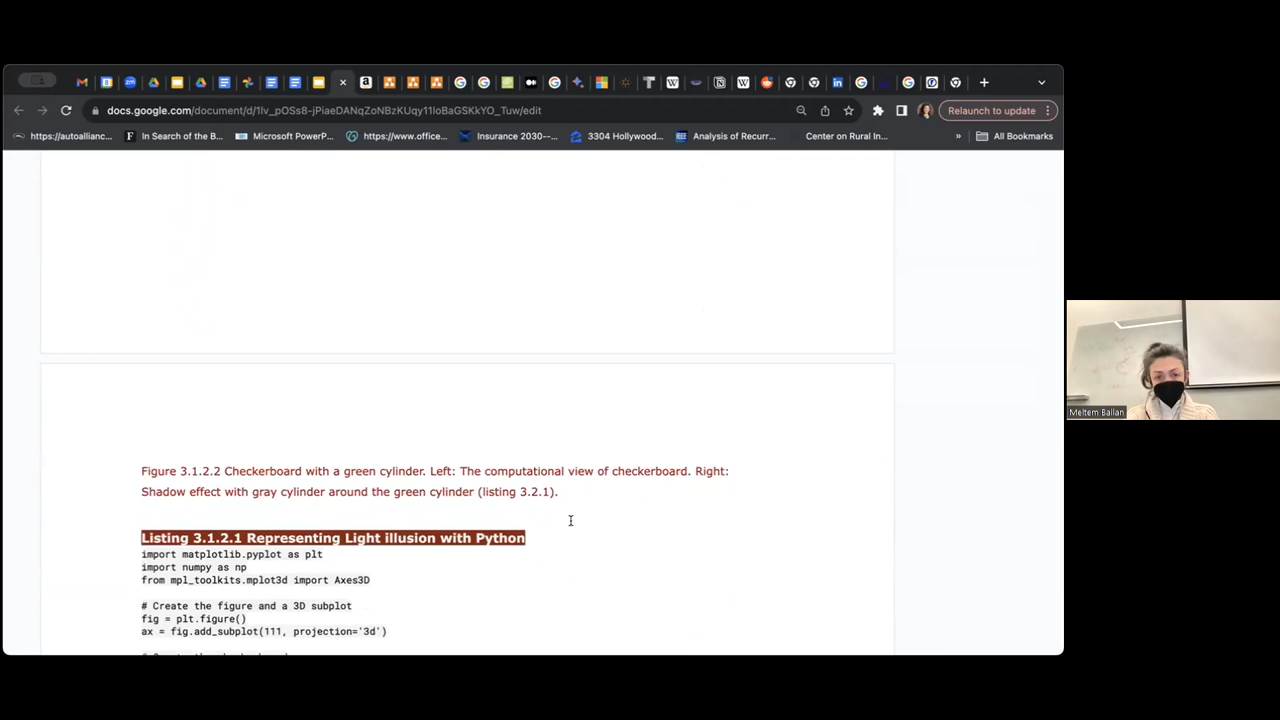 docs.google.com/document/d/1lv_pOSs8-jPiaeDANqZoNBzKUqy11loBaGSKkYO_Tuw/edit
Relaunch to update
https://autoallianc...
In Search of the B...
Microsoft PowerP...
https://www.office...
Insurance 2030--...
3304 Hollywood...
Analysis of Recurr...
Center on Rural In...
»
All Bookmarks
Figure 3.1.2.2 Checkerboard with a green cylinder. Left: The computational view of checkerboard. Right:
Shadow effect with gray cylinder around the green cylinder (listing 3.2.1).
Listing 3.1.2.1 Representing Light illusion with Python
import matplotlib.pyplot as plt
import numpy as np
from mpl_toolkits.mplot3d import Axes3D
# Create the figure and a 3D subplot
fig = plt.figure()
ax = fig.add_subplot(111, projection='3d')
Meltem Ballan